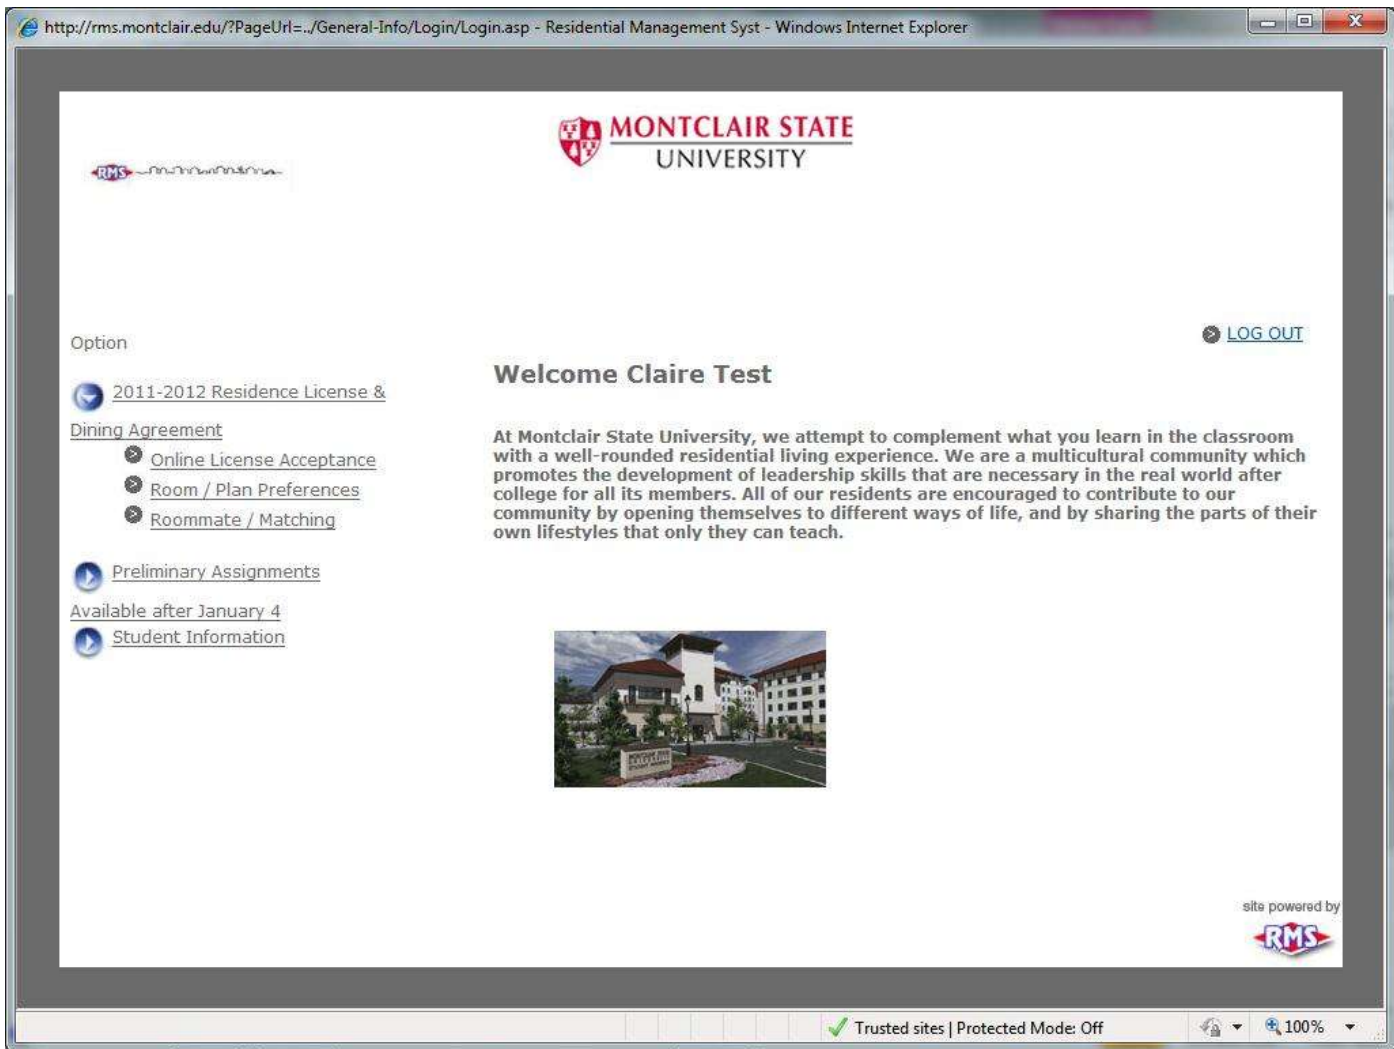 http://rms.montclair.edu/?PageUrl=../General-Info/Login/Login.asp - Residential Management Syst - Windows Internet Explorer
MONTCLAIR STATE
UNIVERSITY
RMS
LOG OUT
Option
2011-2012 Residence License &
Dining Agreement
Online License Acceptance
Room / Plan Preferences
Roommate / Matching
Preliminary Assignments
Available after January 4
Student Information
Welcome Claire Test
At Montclair State University, we attempt to complement what you learn in the classroom
with a well-rounded residential living experience. We are a multicultural community which
promotes the development of leadership skills that are necessary in the real world after
college for all its members. All of our residents are encouraged to contribute to our
community by opening themselves to different ways of life, and by sharing the parts of their
own lifestyles that only they can teach.
site powered by
RMS
Trusted sites | Protected Mode: Off
100%